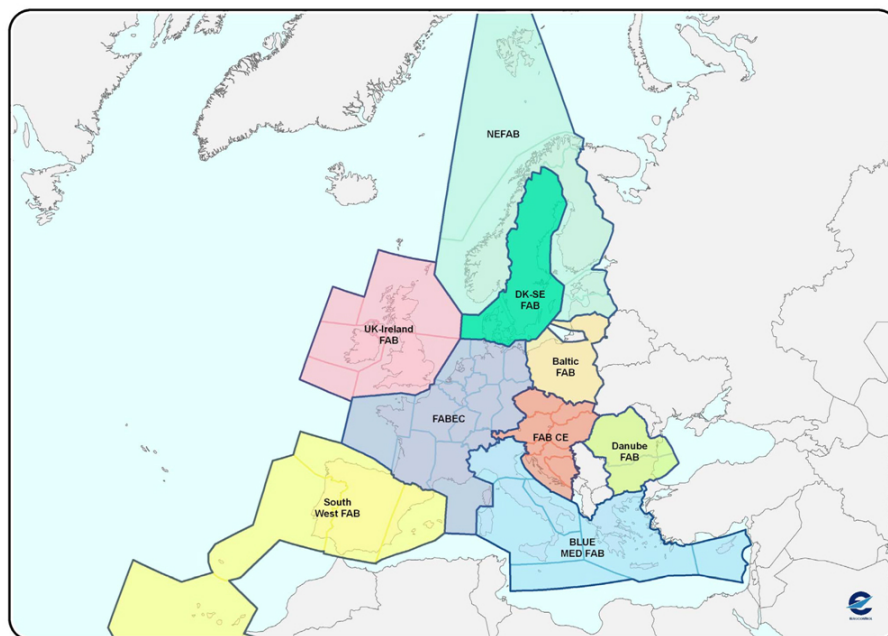 NEFAB
DK-SE
FAB
UK-Ireland
FAB
Baltic
FAB
FABEC
FAB CE
Danube
FAB
South
West FAB
BLUE
MED FAB